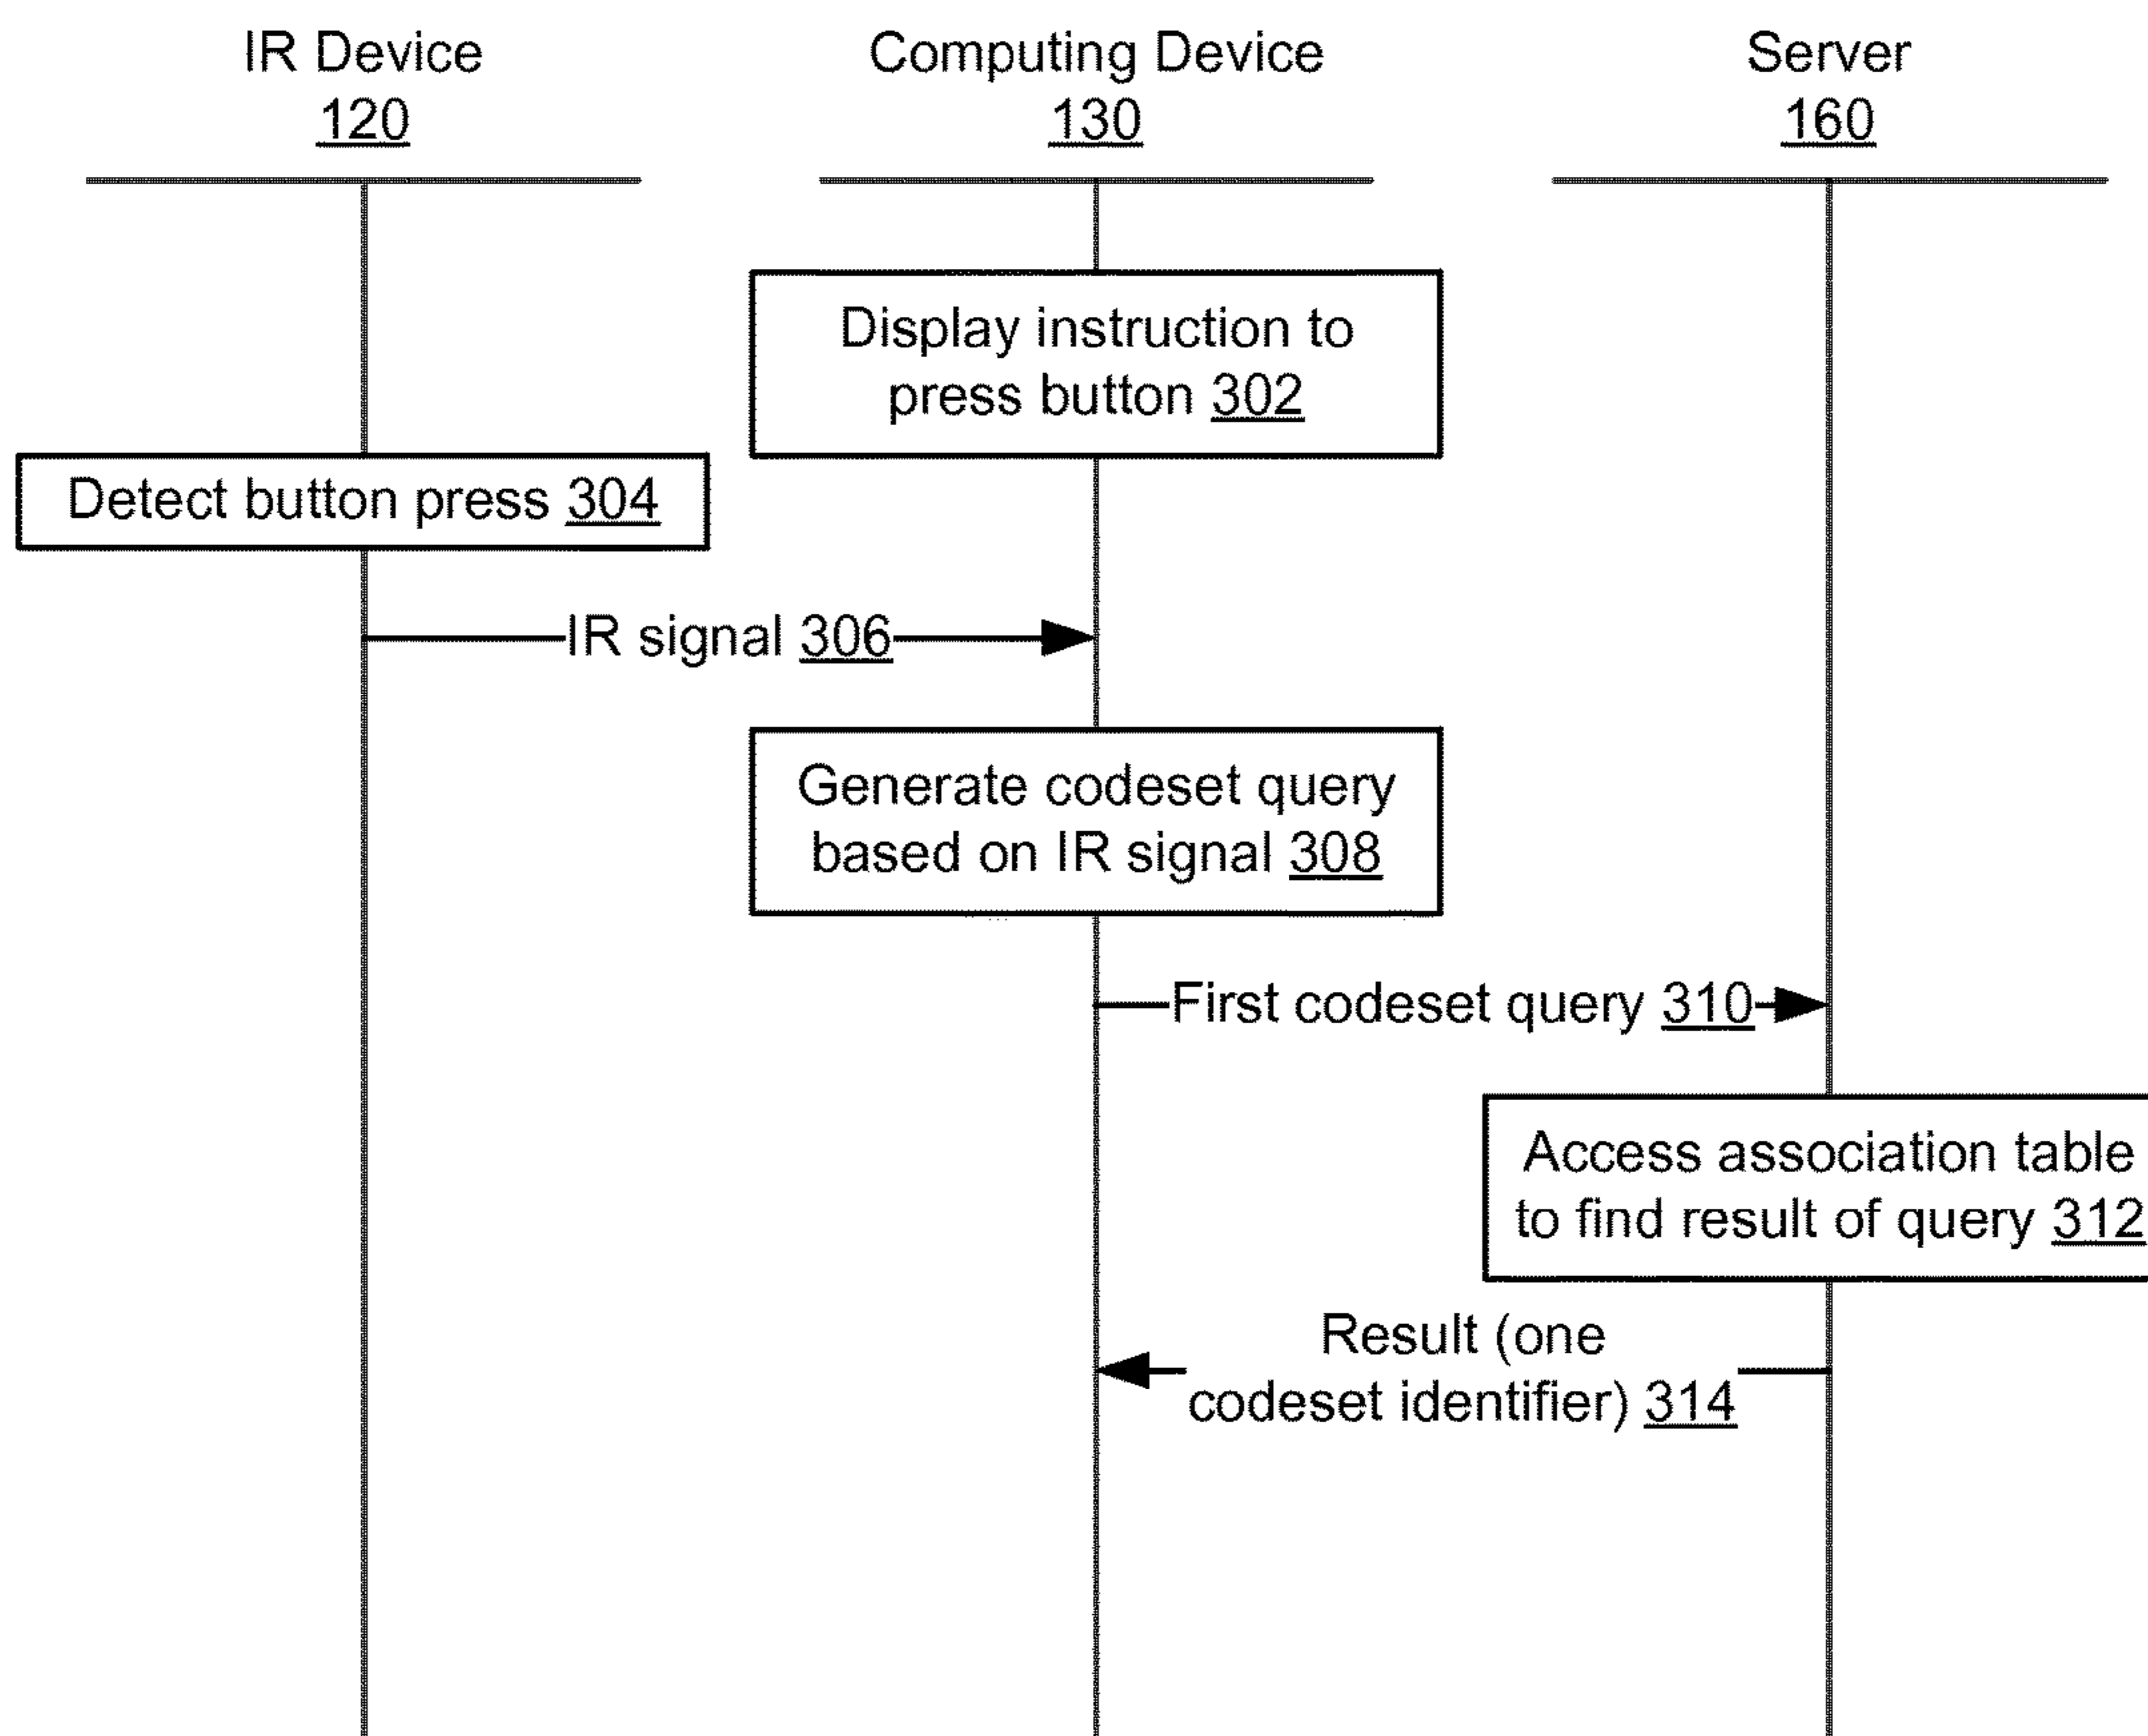 IR Device
120
Computing Device
130
Server
160
Display instruction to
press button 302
Detect button press 304
IR signal 306
Generate codeset query
based on IR signal 308
First codeset query 310
Access association table
to find result of query 312
Result (one
codeset identifier) 314